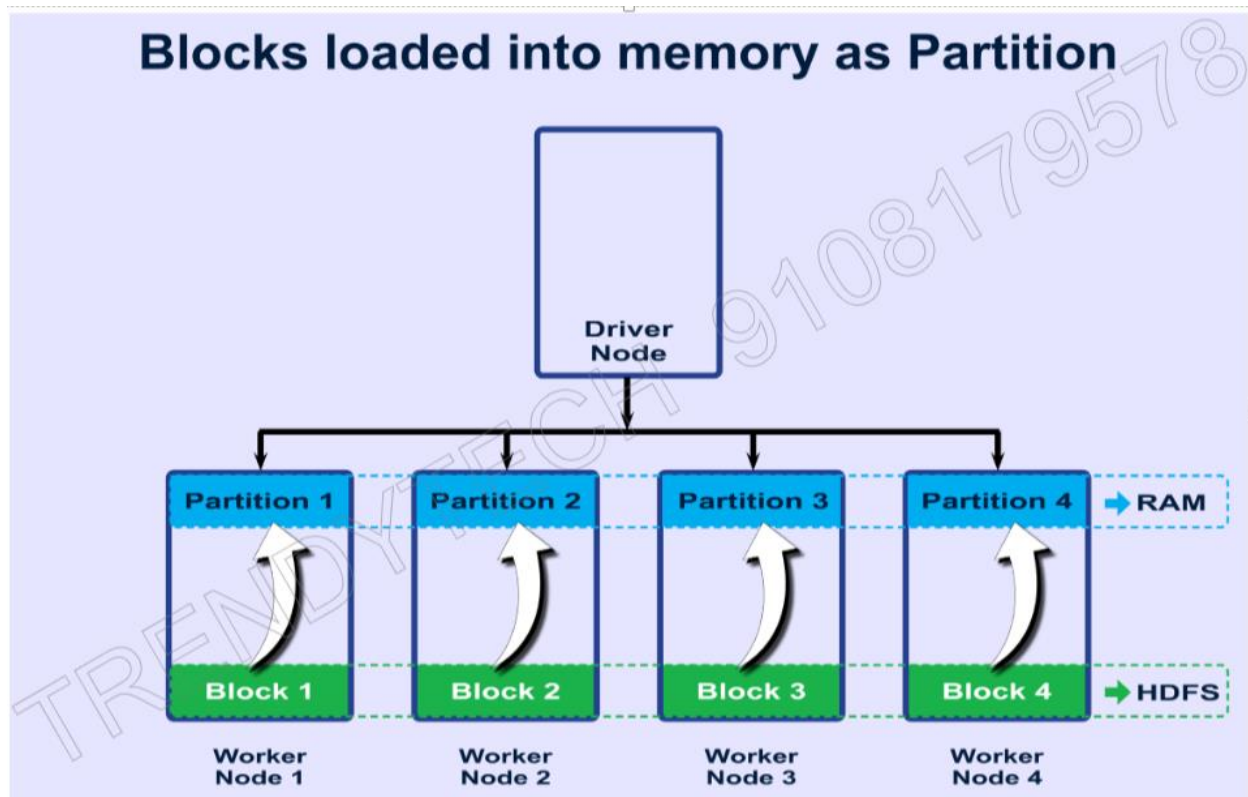 Blocks loaded into memory as Partition
Driver
Node
Partition 1
Partition 2
Partition 3
Partition 4
RAM
Block 1
Block 2
Block 3
Block 4
HDFS
Worker
Node 1
Worker
Node 2
Worker
Node 3
Worker
Node 4
TRENDYTECH 9108179578